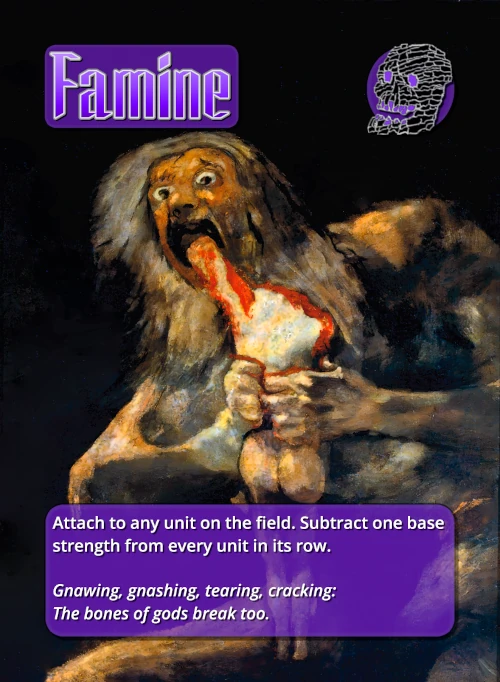 Famine
Attach to any unit on the field. Subtract one base
strength from every unit in its row.
Gnawing, gnashing, tearing, cracking:
The bones of gods break too.